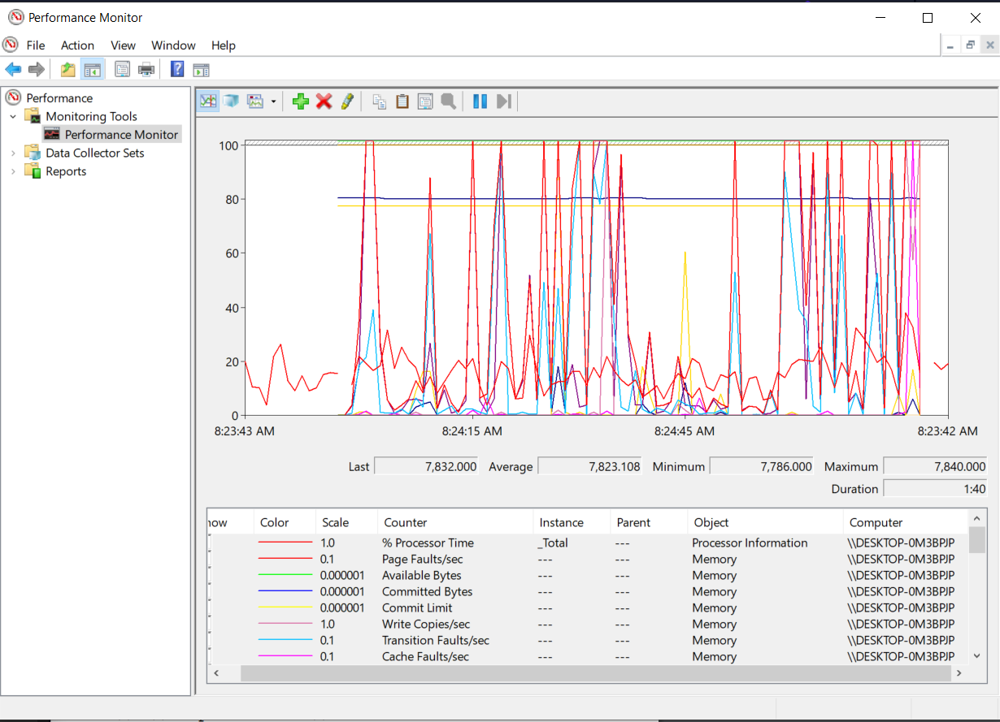 Performance Monitor
File Action View Window Help
Performance
Monitoring Tools
Performance Monitor
Data Collector Sets
Reports
100
80
60
40
20
0
8:23:43 AM 8:24:15 AM 8:24:45 AM 8:23:42 AM
Last 7,832.000 Average 7,823.108 Minimum 7,786.000 Maximum 7,840.000
Duration 1:40
how Color Scale Counter Instance Parent Object Computer
1.0 % Processor Time _Total --- Processor Information \\DESKTOP-0M3BPJP
0.1 Page Faults/sec --- --- Memory \\DESKTOP-0M3BPJP
0.000001 Available Bytes --- --- Memory \\DESKTOP-0M3BPJP
0.000001 Committed Bytes --- --- Memory \\DESKTOP-0M3BPJP
0.000001 Commit Limit --- --- Memory \\DESKTOP-0M3BPJP
1.0 Write Copies/sec --- --- Memory \\DESKTOP-0M3BPJP
0.1 Transition Faults/sec --- --- Memory \\DESKTOP-0M3BPJP
0.1 Cache Faults/sec --- --- Memory \\DESKTOP-0M3BPJP